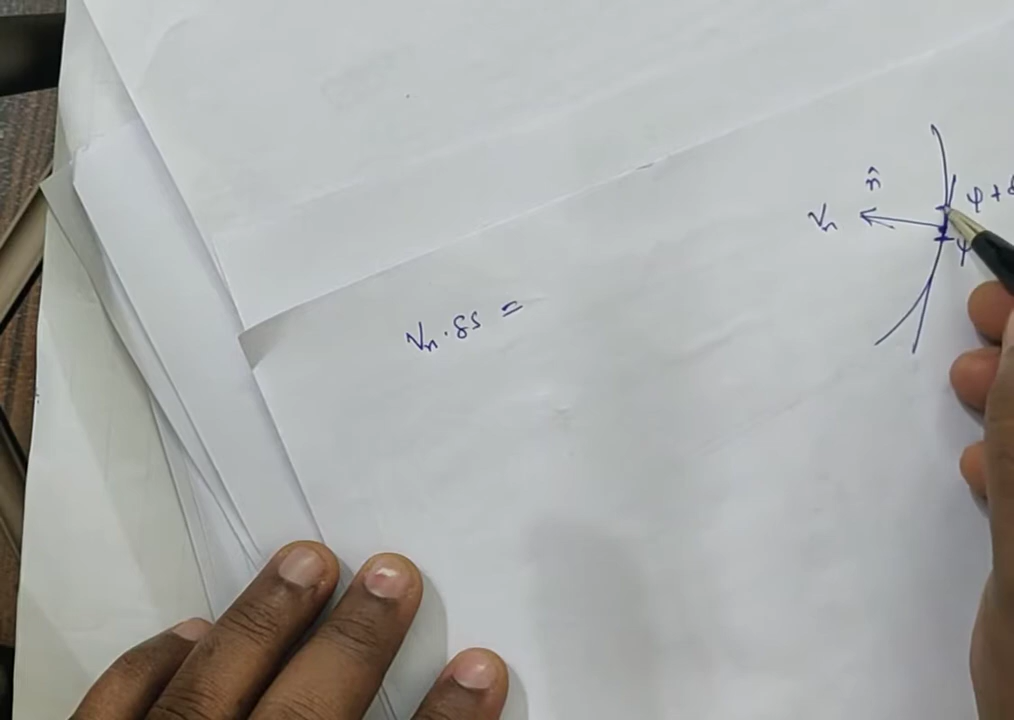 n̂
ψ +
Vₙ
ψ
Vₙ · δs =